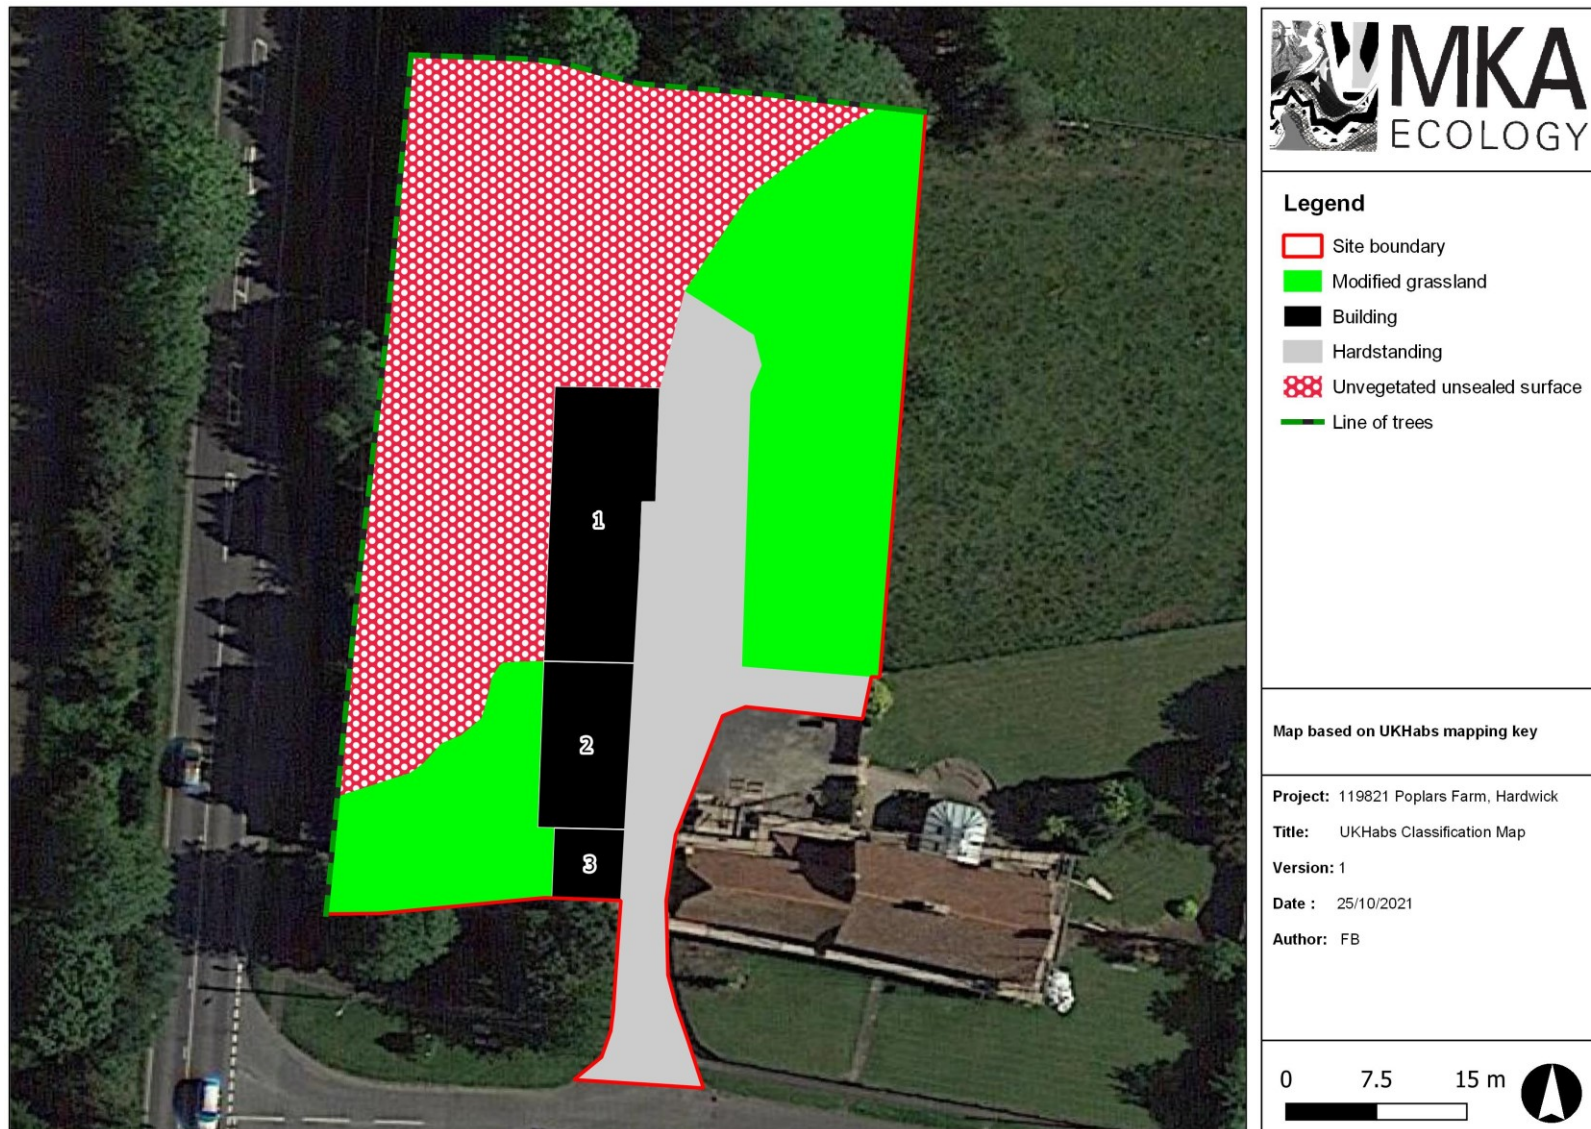 MKA
ECOLOGY
Legend
Site boundary
Modified grassland
Building
Hardstanding
Unvegetated unsealed surface
Line of trees
1
2
3
Map based on UKHabs mapping key
Project: 119821 Poplars Farm, Hardwick
Title: UKHabs Classification Map
Version: 1
Date : 25/10/2021
Author: FB
0 7.5 15 m